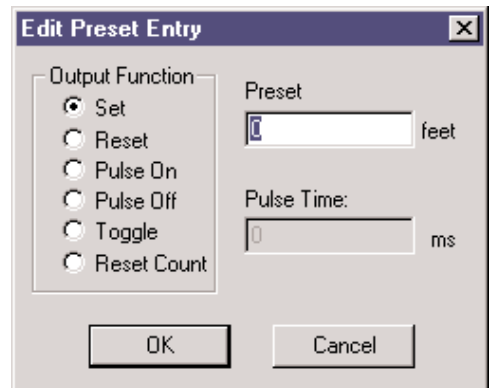 Edit Preset Entry
Output Function
Set
Reset
Pulse On
Pulse Off
Toggle
Reset Count
Preset
0 feet
Pulse Time:
0 ms
OK Cancel